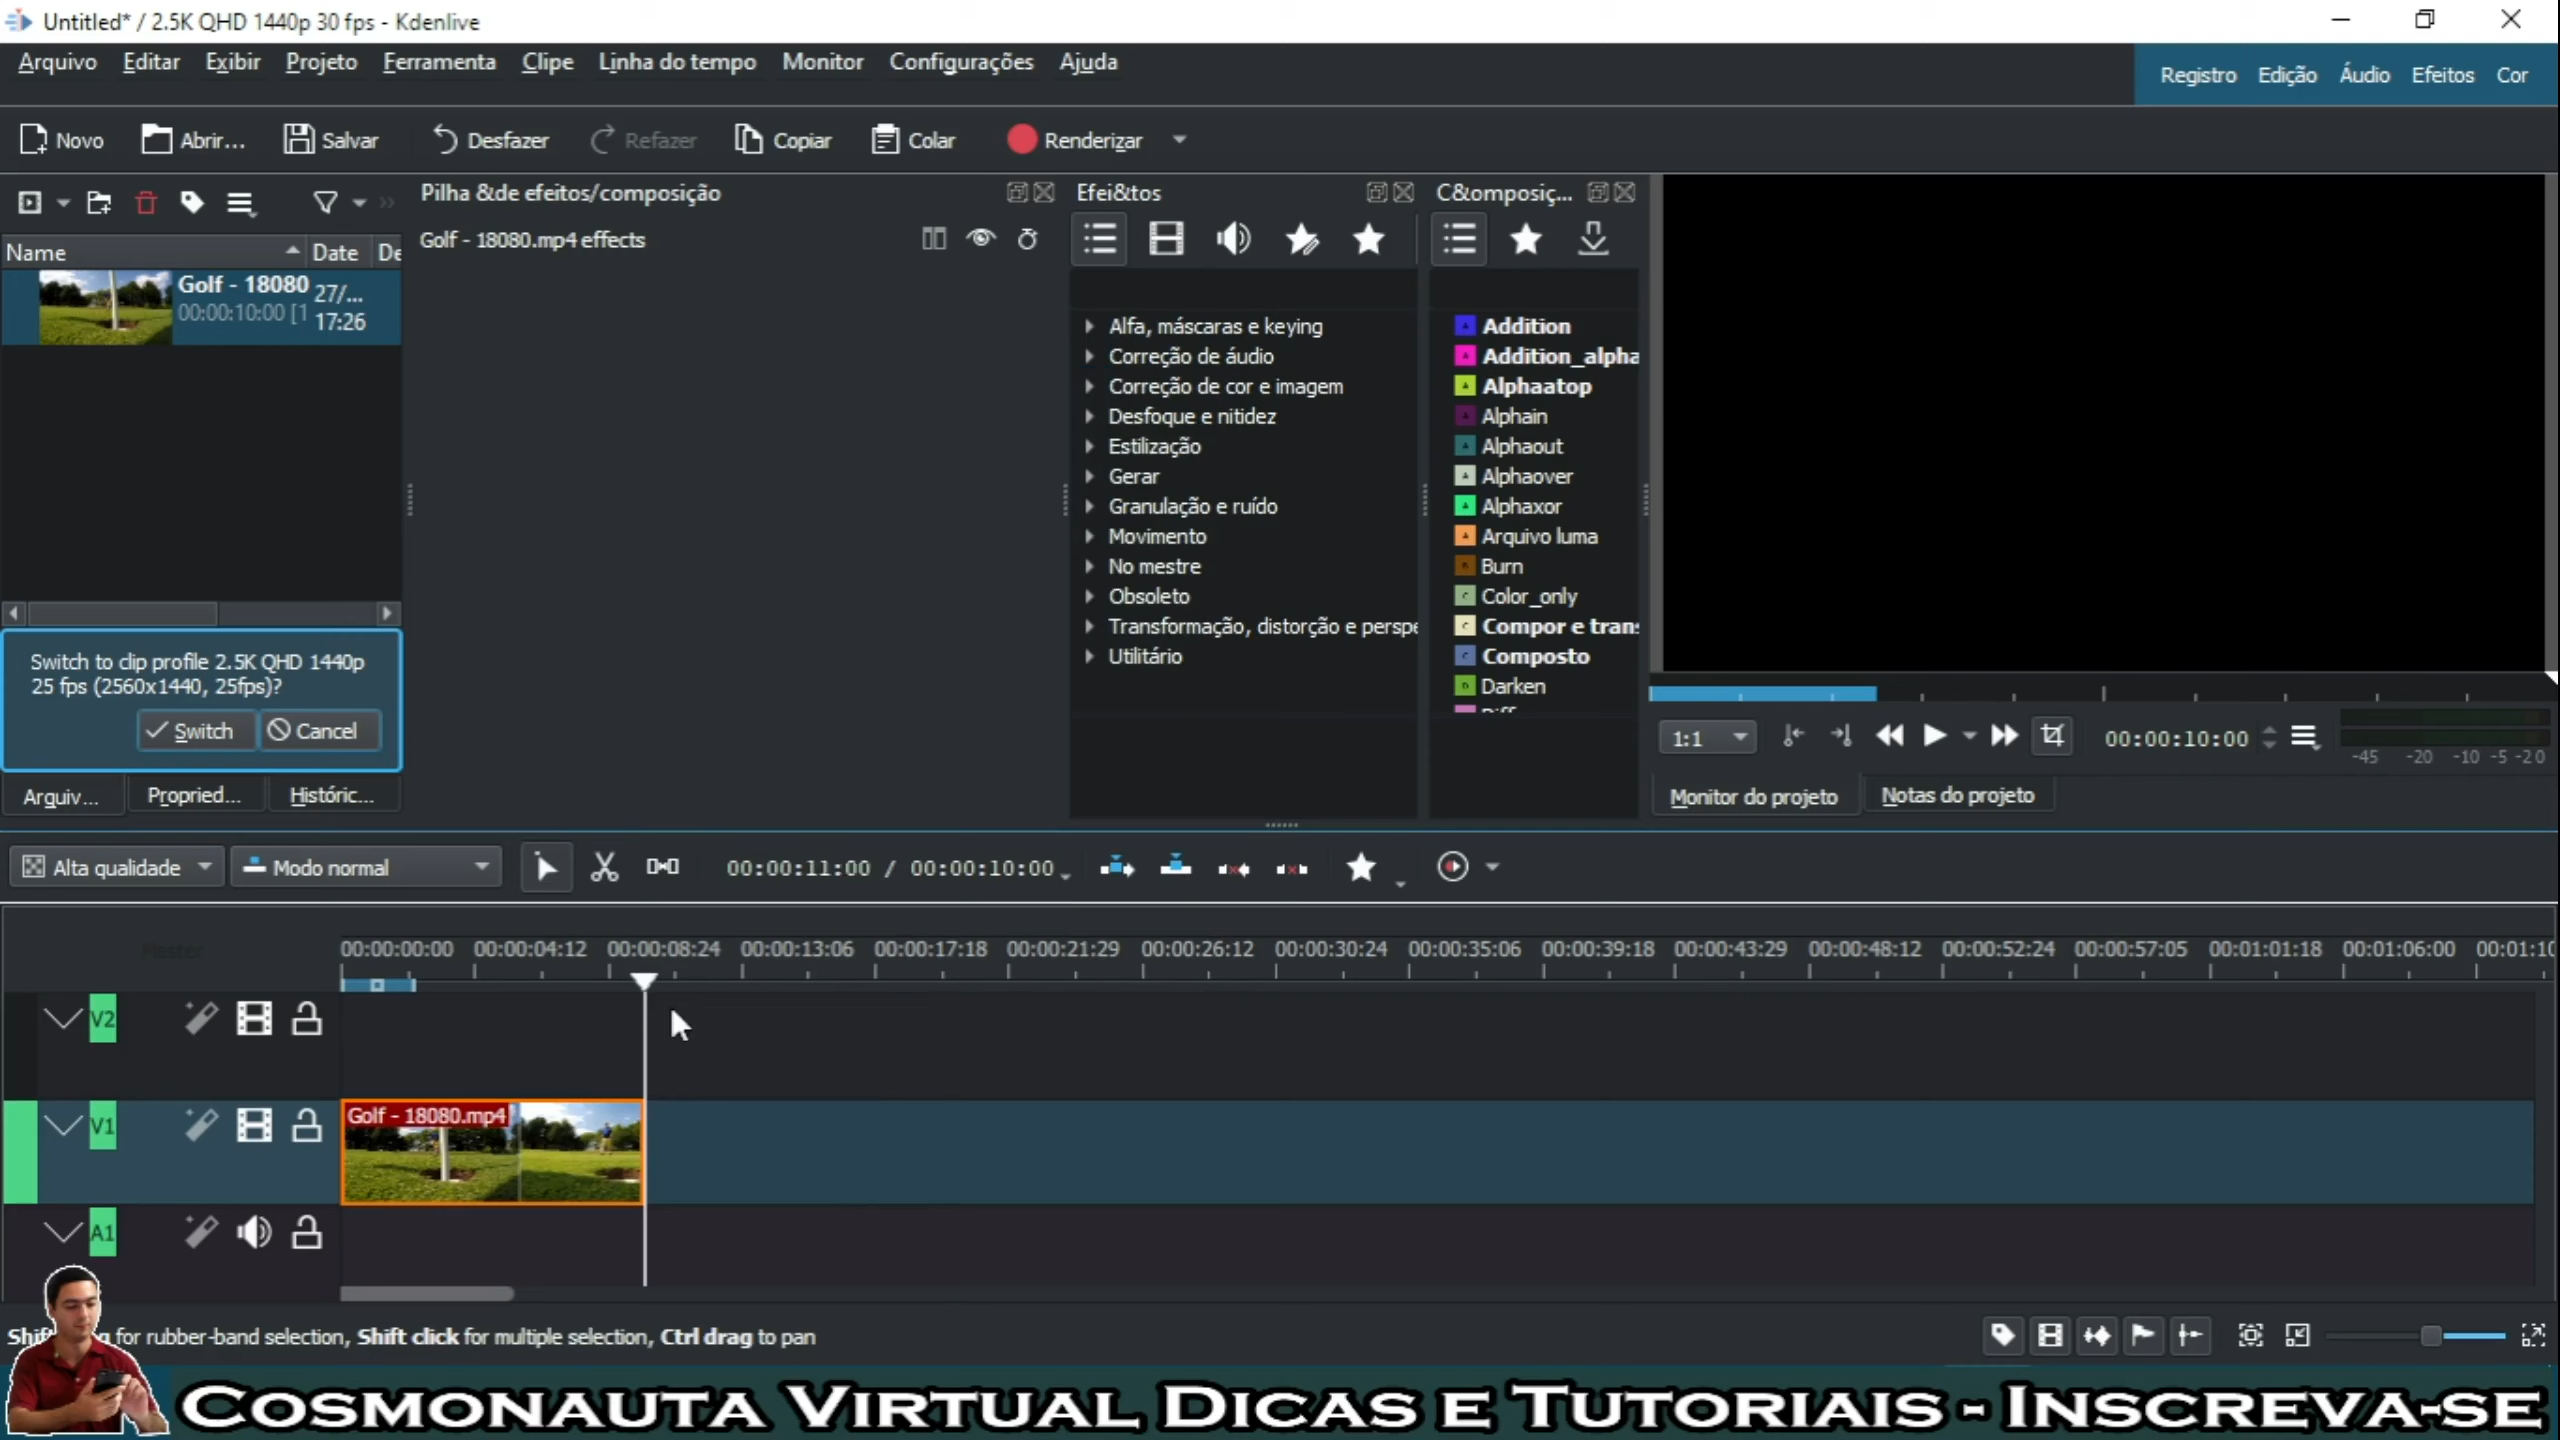 Untitled* / 2.5K QHD 1440p 30 fps - Kdenlive
Arquivo Editar Exibir Projeto Ferramenta Clipe Linha do tempo Monitor Configurações Ajuda
Registro Edição Áudio Efeitos Cor
Novo Abrir... Salvar Desfazer Refazer Copiar Colar Renderizar
Name Date De
Golf - 18080 27/...
00:00:10:00 [1 17:26
Switch to clip profile 2.5K QHD 1440p
25 fps (2560x1440, 25fps)?
Switch Cancel
Arquiv... Propried... Históric...
Pilha &de efeitos/composição
Golf - 18080.mp4 effects
Efei&tos
Alfa, máscaras e keying
Correção de áudio
Correção de cor e imagem
Desfoque e nitidez
Estilização
Gerar
Granulação e ruído
Movimento
No mestre
Obsoleto
Transformação, distorção e perspe
Utilitário
C&omposiç...
Addition
Addition_alpha
Alphaatop
Alphain
Alphaout
Alphaover
Alphaxor
Arquivo luma
Burn
Color_only
Compor e trans
Composto
Darken
1:1 00:00:10:00
-45 -20 -10 -5 -2 0
Monitor do projeto Notas do projeto
Alta qualidade Modo normal 00:00:11:00 / 00:00:10:00
Master
00:00:00:00 00:00:04:12 00:00:08:24 00:00:13:06 00:00:17:18 00:00:21:29 00:00:26:12 00:00:30:24 00:00:35:06 00:00:39:18 00:00:43:29 00:00:48:12 00:00:52:24 00:00:57:05 00:01:01:18 00:01:06:00 00:01:10
V2
V1
Golf - 18080.mp4
A1
for rubber-band selection, Shift click for multiple selection, Ctrl drag to pan
Cosmonauta Virtual Dicas e Tutoriais - Inscreva-se